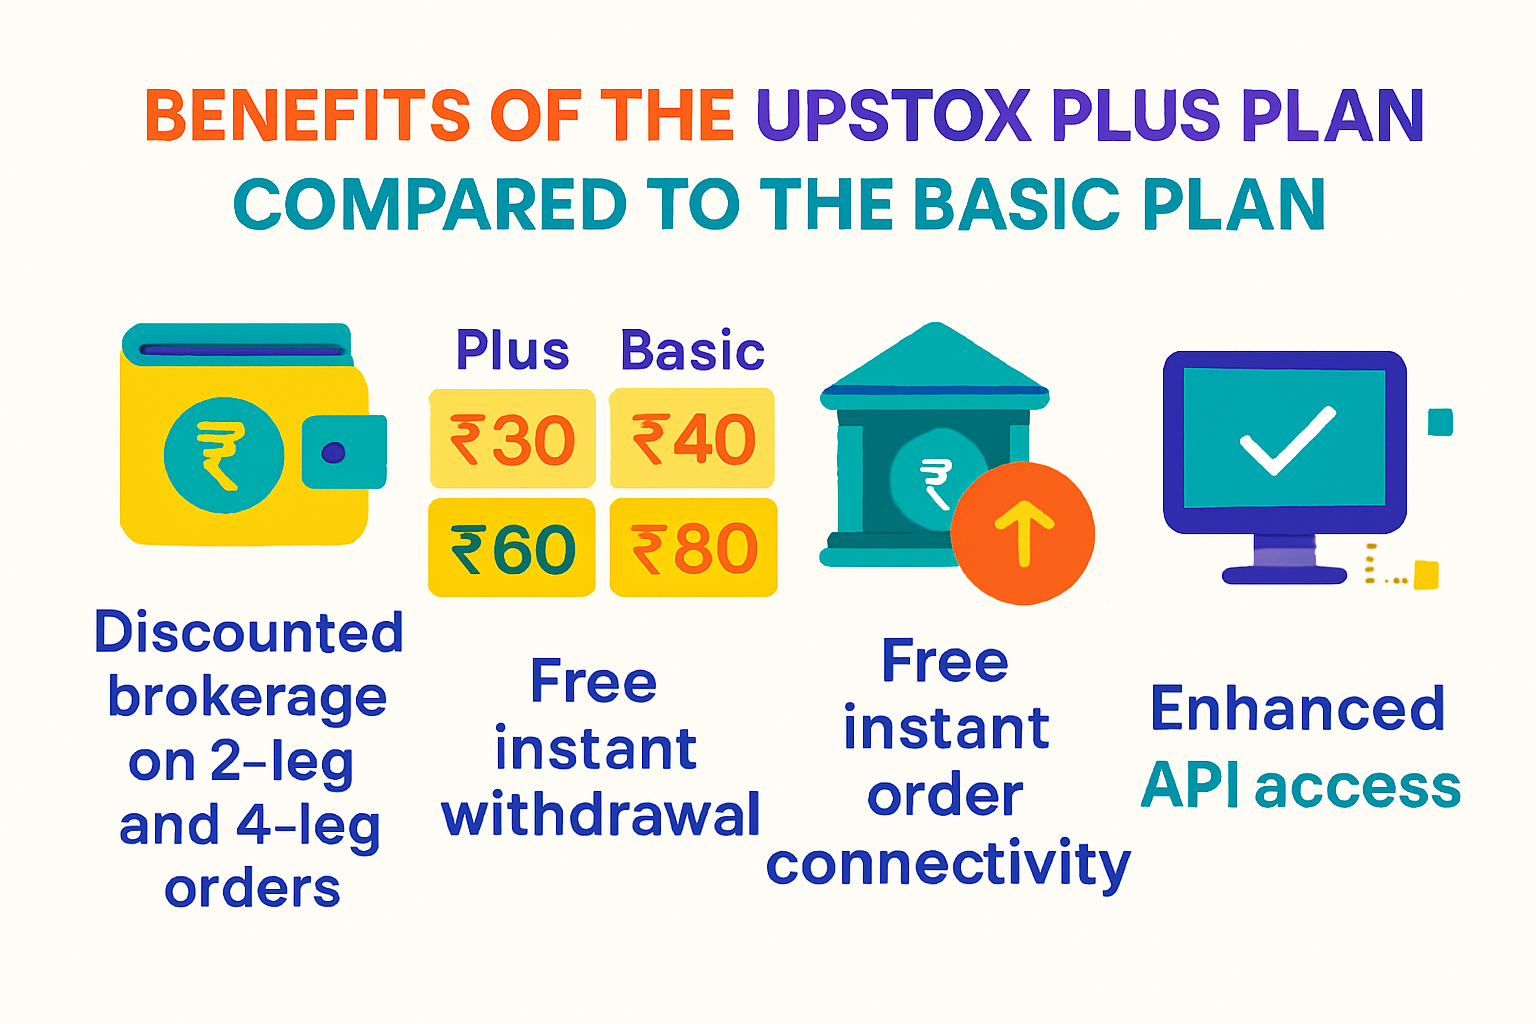 BENEFITS OF THE UPSTOX PLUS PLAN
COMPARED TO THE BASIC PLAN
₹
Discounted
brokerage
on 2-leg
and 4-leg
orders
Plus Basic
₹30 ₹40
₹60 ₹80
Free
instant
withdrawal
₹
Free
instant
order
connectivity
Enhanced
API access